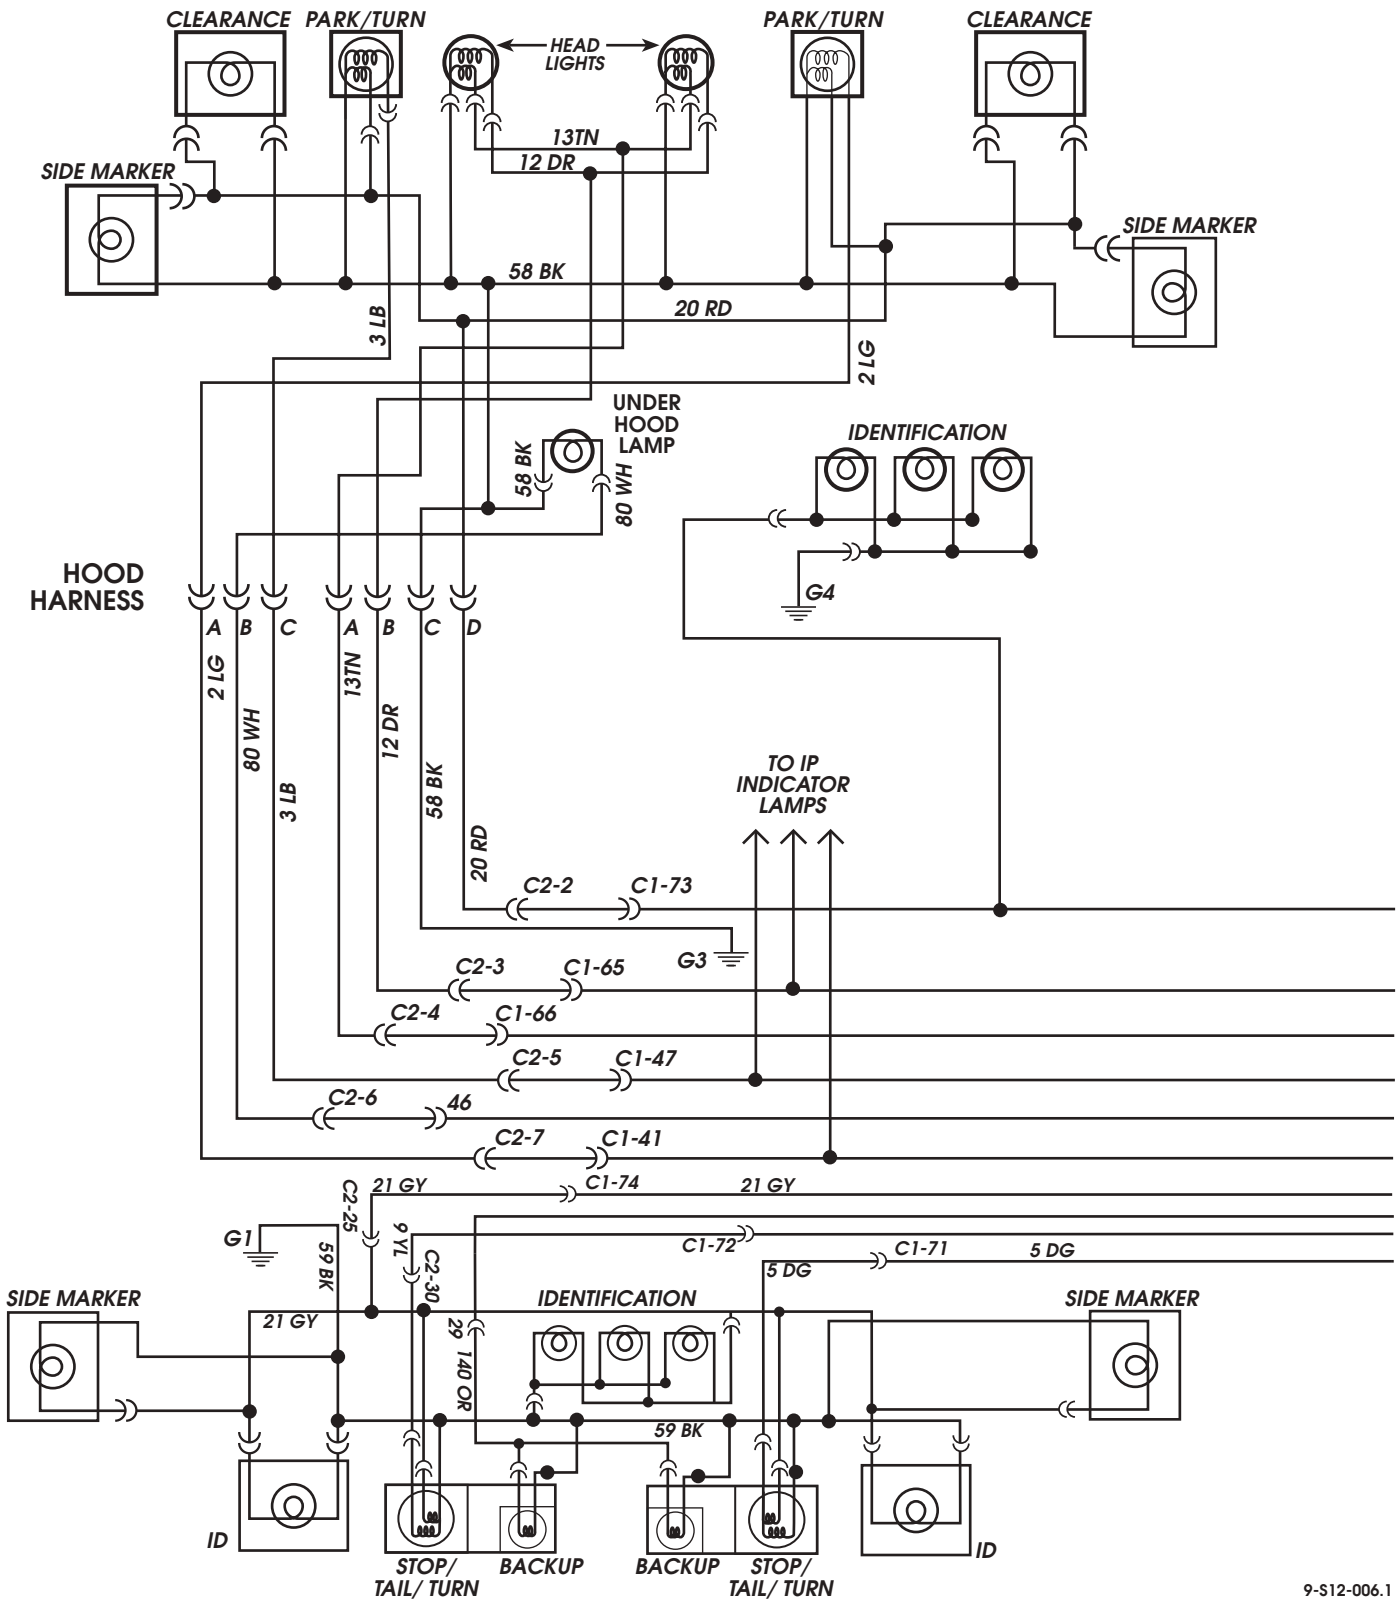 CLEARANCE
PARK/TURN
HEAD
LIGHTS
PARK/TURN
CLEARANCE
13TN
12 DR
SIDE MARKER
SIDE MARKER
58 BK
20 RD
3 LB
2 LG
UNDER
HOOD
LAMP
58 BK
80 WH
IDENTIFICATION
G4
HOOD
HARNESS
A
B
C
A
B
C
D
2 LG
80 WH
3 LB
13TN
12 DR
58 BK
20 RD
TO IP
INDICATOR
LAMPS
C2-2
C1-73
G3
C2-3
C1-65
C2-4
C1-66
C2-5
C1-47
C2-6
46
C2-7
C1-41
C2-25
21 GY
C1-74
21 GY
G1
59 BK
9 YL
C2-30
C1-72
C1-71
5 DG
5 DG
SIDE MARKER
21 GY
29
140 OR
IDENTIFICATION
SIDE MARKER
59 BK
ID
STOP/
TAIL/ TURN
BACKUP
BACKUP
STOP/
TAIL/ TURN
ID
9-S12-006.1